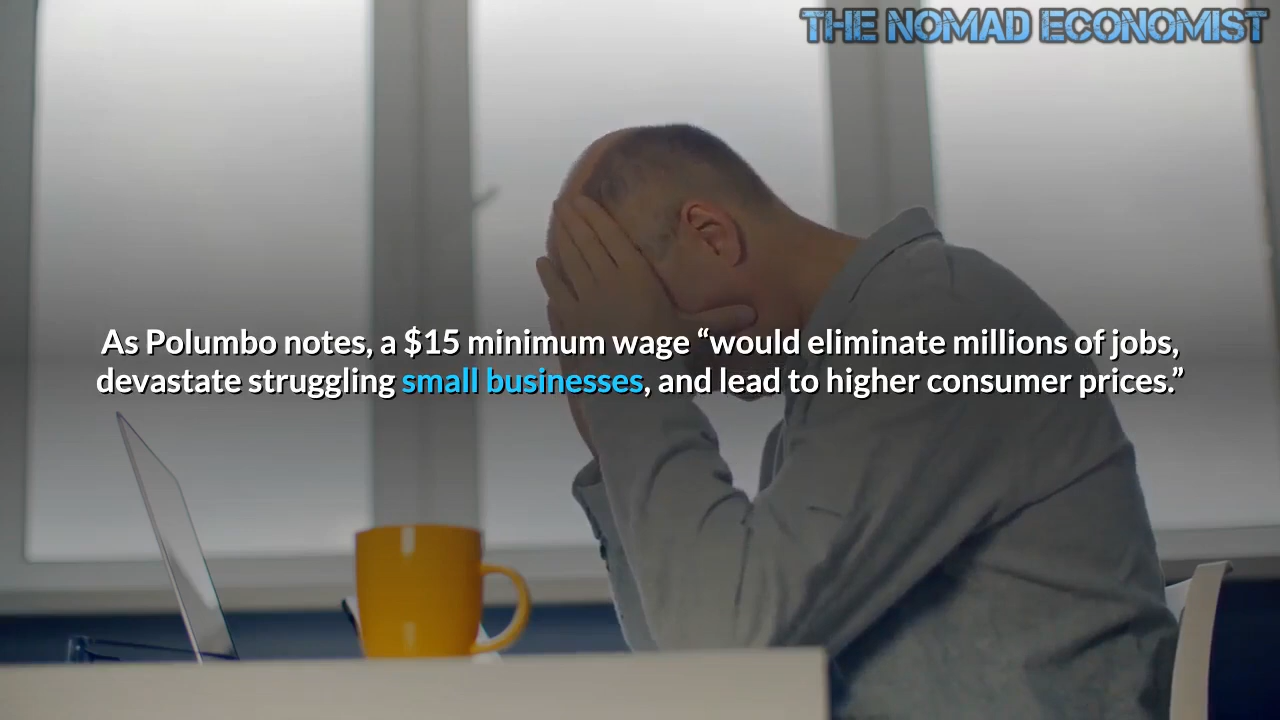 THE NOMAD ECONOMIST
As Polumbo notes, a $15 minimum wage “would eliminate millions of jobs,
devastate struggling small businesses, and lead to higher consumer prices.”